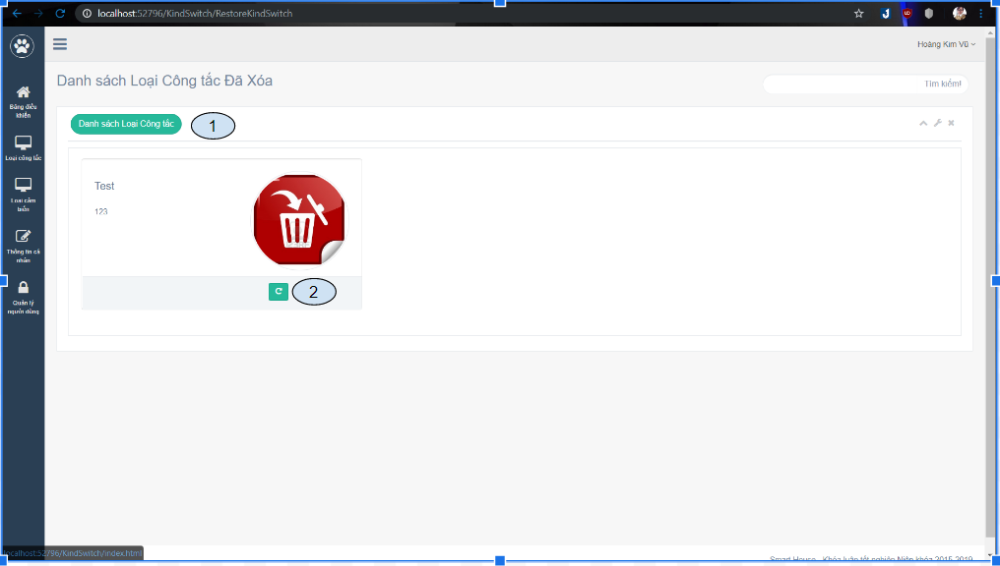 localhost:52796/KindSwitch/RestoreKindSwitch
Hoàng Kim Vũ
Danh sách Loại Công tắc Đã Xóa
Tìm kiếm!
Bảng điều
khiển
Loại công tắc
Loại cảm
biến
Thông tin cá
nhân
Quản lý
người dùng
Danh sách Loại Công tắc
1
Test
123
2
localhost:52796/KindSwitch/Index.html
Smart House - Khóa luận tốt nghiệp Niên khóa 2015-2019